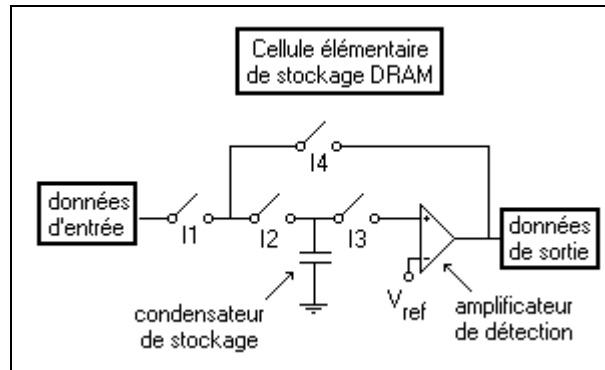 Cellule élémentaire
de stockage DRAM
I4
données
d'entrée
I1
I2
I3
+
-
données
de sortie
V ref
condensateur
de stockage
amplificateur
de détection